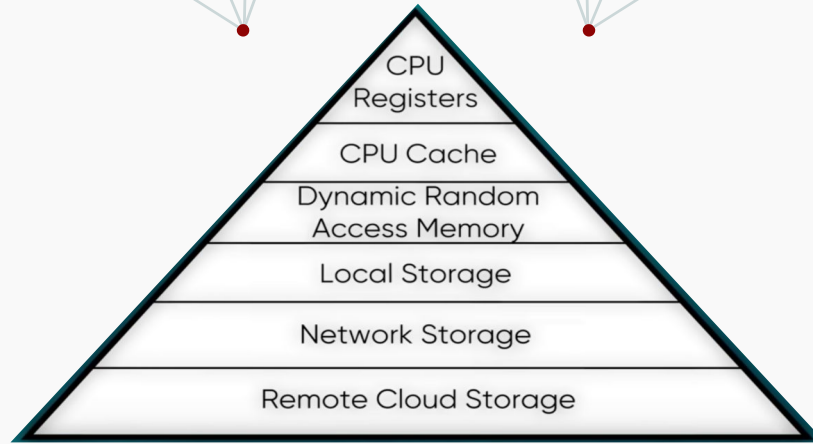 CPU
Registers
CPU Cache
Dynamic Random
Access Memory
Local Storage
Network Storage
Remote Cloud Storage